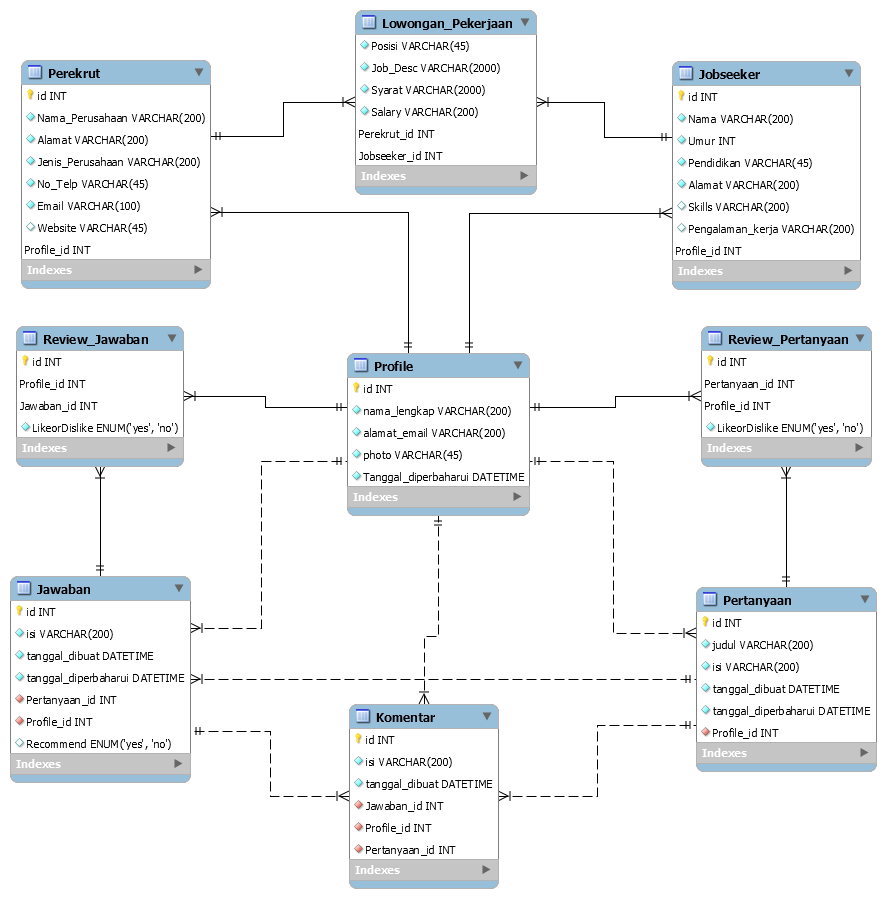 Lowongan_Pekerjaan
Posisi VARCHAR(45)
Job_Desc VARCHAR(2000)
Syarat VARCHAR(2000)
Salary VARCHAR(200)
Perekrut_id INT
Jobseeker_id INT
Indexes
Perekrut
id INT
Nama_Perusahaan VARCHAR(200)
Alamat VARCHAR(200)
Jenis_Perusahaan VARCHAR(200)
No_Telp VARCHAR(45)
Email VARCHAR(100)
Website VARCHAR(45)
Profile_id INT
Indexes
Jobseeker
id INT
Nama VARCHAR(200)
Umur INT
Pendidikan VARCHAR(45)
Alamat VARCHAR(200)
Skills VARCHAR(200)
Pengalaman_kerja VARCHAR(200)
Profile_id INT
Indexes
Review_Jawaban
id INT
Profile_id INT
Jawaban_id INT
LikeorDislike ENUM('yes', 'no')
Indexes
Profile
id INT
nama_lengkap VARCHAR(200)
alamat_email VARCHAR(200)
photo VARCHAR(45)
Tanggal_diperbaharui DATETIME
Indexes
Review_Pertanyaan
id INT
Pertanyaan_id INT
Profile_id INT
LikeorDislike ENUM('yes', 'no')
Indexes
Jawaban
id INT
isi VARCHAR(200)
tanggal_dibuat DATETIME
tanggal_diperbaharui DATETIME
Pertanyaan_id INT
Profile_id INT
Recommend ENUM('yes', 'no')
Indexes
Komentar
id INT
isi VARCHAR(200)
tanggal_dibuat DATETIME
Jawaban_id INT
Profile_id INT
Pertanyaan_id INT
Indexes
Pertanyaan
id INT
judul VARCHAR(200)
isi VARCHAR(200)
tanggal_dibuat DATETIME
tanggal_diperbaharui DATETIME
Profile_id INT
Indexes